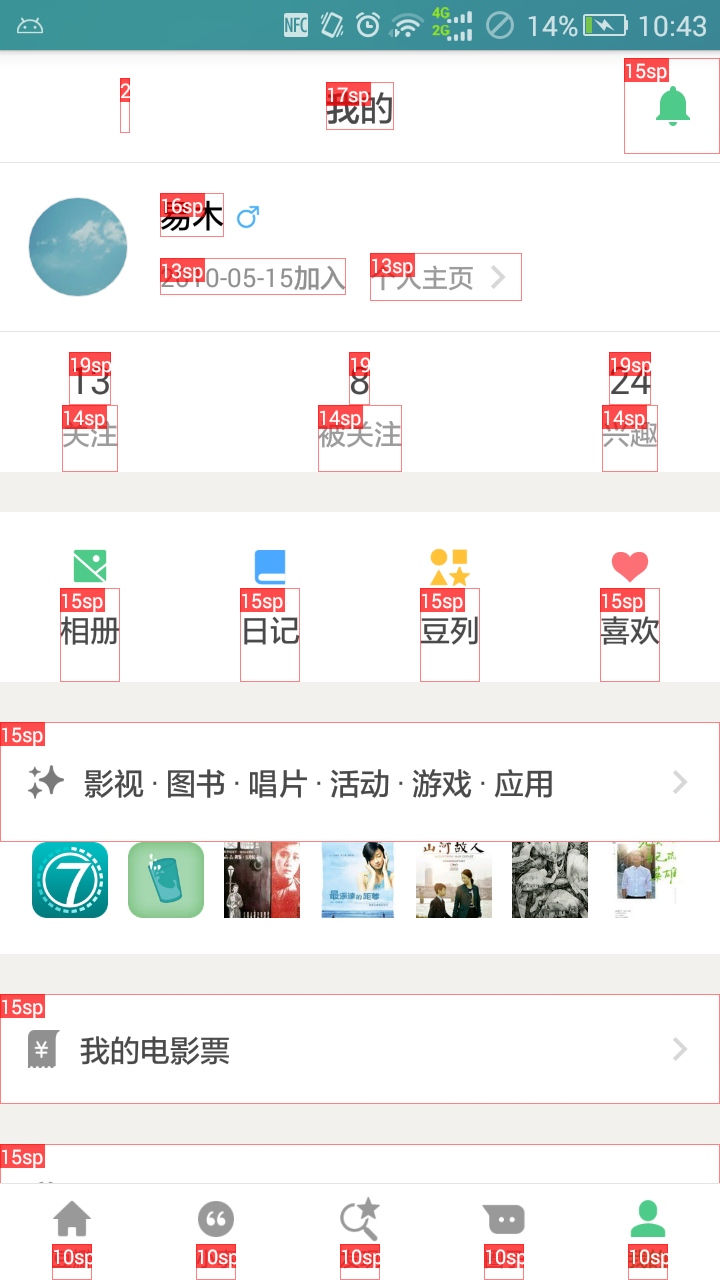 NFC 4G 2G 14% 10:43
2 17sp 我的 15sp
16sp 易木
13sp 2010-05-15加入 13sp 个人主页
19sp 13 19 8 19sp 24
14sp 关注 14sp 被关注 14sp 兴趣
15sp 15sp 15sp 15sp
相册 日记 豆列 喜欢
15sp
影视 · 图书 · 唱片 · 活动 · 游戏 · 应用
7 最遥远的距离 山河故人
15sp
¥ 我的电影票
15sp
10sp 10sp 10sp 10sp 10sp